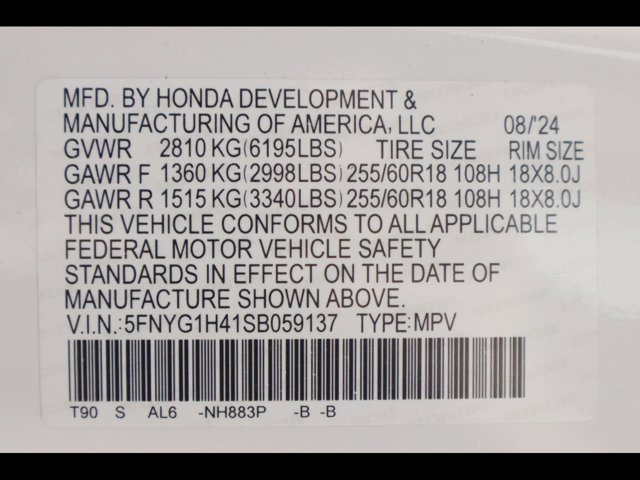 MFD. BY HONDA DEVELOPMENT &
MANUFACTURING OF AMERICA, LLC 08/'24
GVWR 2810 KG(6195LBS) TIRE SIZE RIM SIZE
GAWR F 1360 KG(2998LBS) 255/60R18 108H 18X8.0J
GAWR R 1515 KG(3340LBS) 255/60R18 108H 18X8.0J
THIS VEHICLE CONFORMS TO ALL APPLICABLE
FEDERAL MOTOR VEHICLE SAFETY
STANDARDS IN EFFECT ON THE DATE OF
MANUFACTURE SHOWN ABOVE.
V.I.N.:5FNYG1H41SB059137 TYPE:MPV
T90 S AL6 -NH883P -B -B